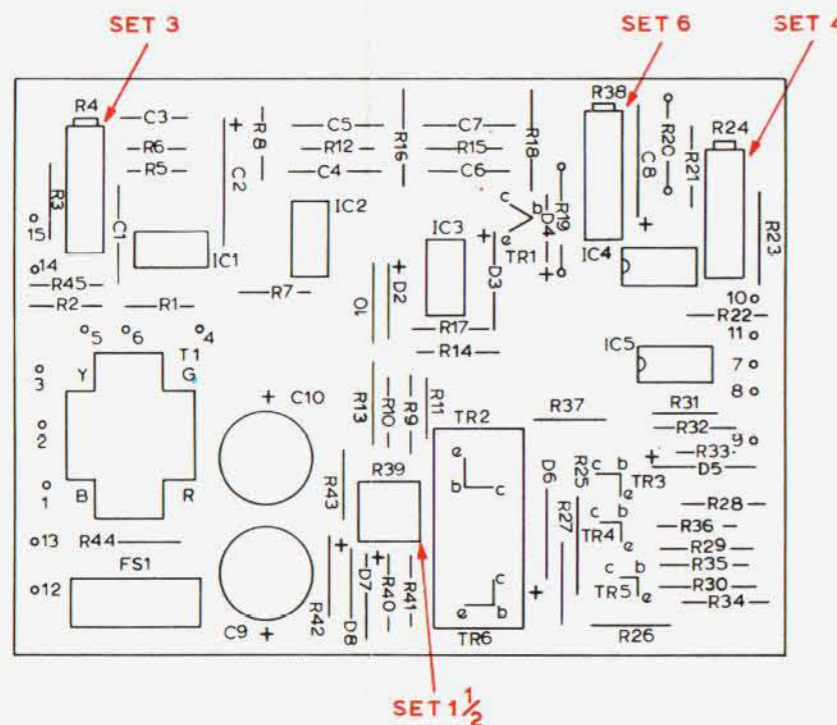 SET 3
SET 6
SET 4
R4
R38
R24
C3
R6
R5
C2
+
R8
C5
R12
C4
R16
C7
R15
C6
R18
R20
C8
+
R21
R23
R3
15
14
C1
IC1
IC2
IC3
c
b
e
TR1
D4
+
R19
IC4
R45
R2
R1
R7
D1
D2
+
+
D3
R17
R14
R22
10
11
7
8
9
IC5
5
6
4
T1
Y
G
B
R
3
2
1
13
12
+
C10
R13
R10
R9
R11
TR2
R37
R31
R32
R33
D5
+
R39
R43
e
b
c
D6
R25
R27
c
b
e
TR3
R28
c
b
e
TR4
R36
R29
R35
R30
R34
c
b
e
TR5
R44
FS1
C9
+
R42
+
D8
D7
+
R40
R41
c
e
b
TR6
+
R26
SET 1 1/2